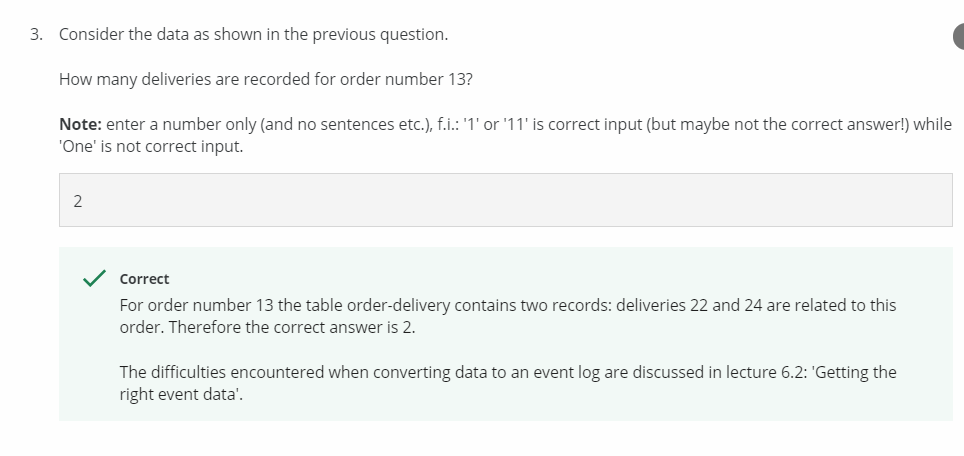 3. Consider the data as shown in the previous question.
How many deliveries are recorded for order number 13?
Note: enter a number only (and no sentences etc.), f.i.: '1' or '11' is correct input (but maybe not the correct answer!) while
'One' is not correct input.
2
Correct
For order number 13 the table order-delivery contains two records: deliveries 22 and 24 are related to this
order. Therefore the correct answer is 2.
The difficulties encountered when converting data to an event log are discussed in lecture 6.2: 'Getting the
right event data'.